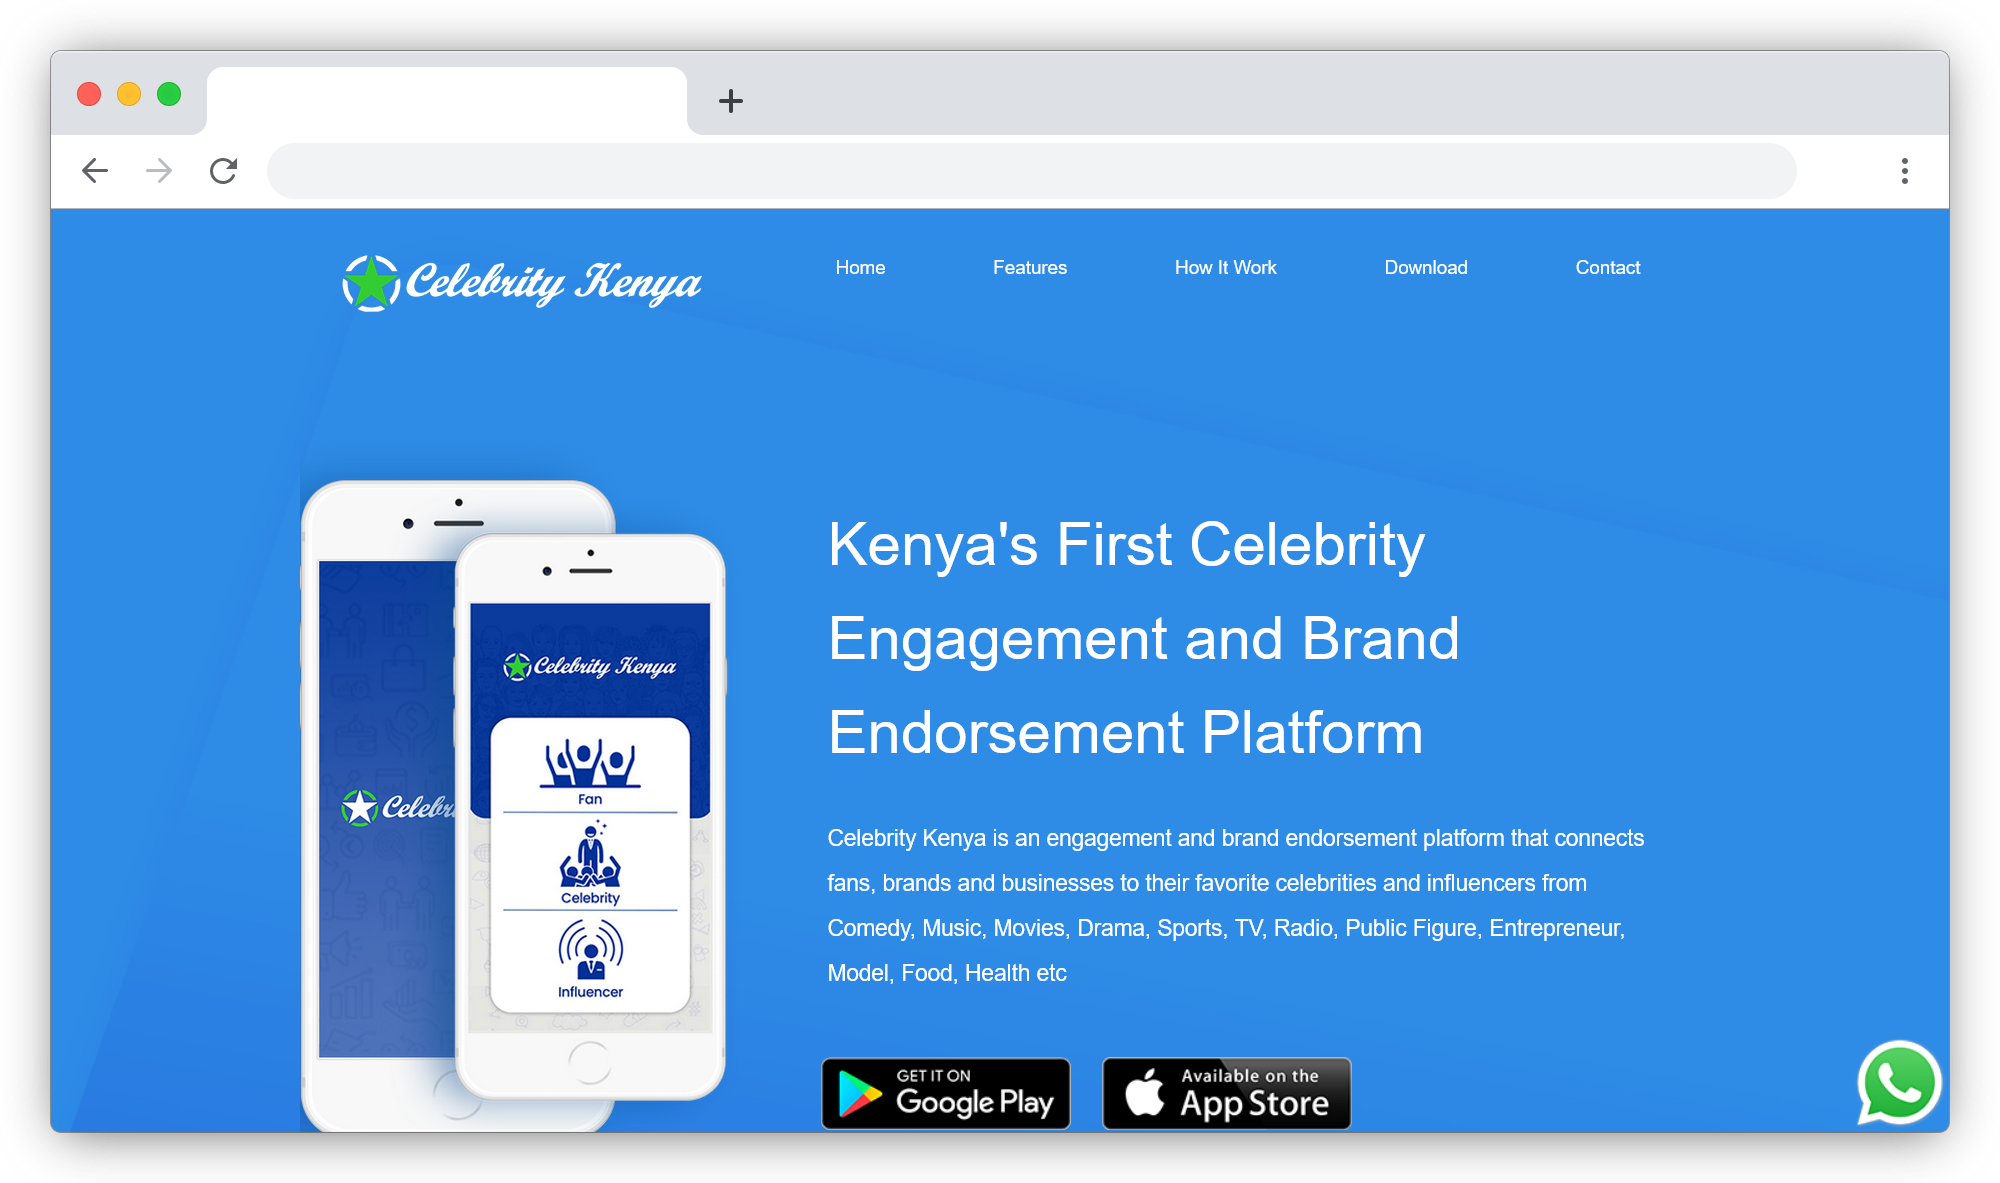 Celebrity Kenya
Home
Features
How It Work
Download
Contact
Kenya's First Celebrity
Engagement and Brand
Endorsement Platform
Celebrity Kenya is an engagement and brand endorsement platform that connects
fans, brands and businesses to their favorite celebrities and influencers from
Comedy, Music, Movies, Drama, Sports, TV, Radio, Public Figure, Entrepreneur,
Model, Food, Health etc
GET IT ON
Google Play
Available on the
App Store
Celebrity Kenya
Fan
Celebrity
Influencer